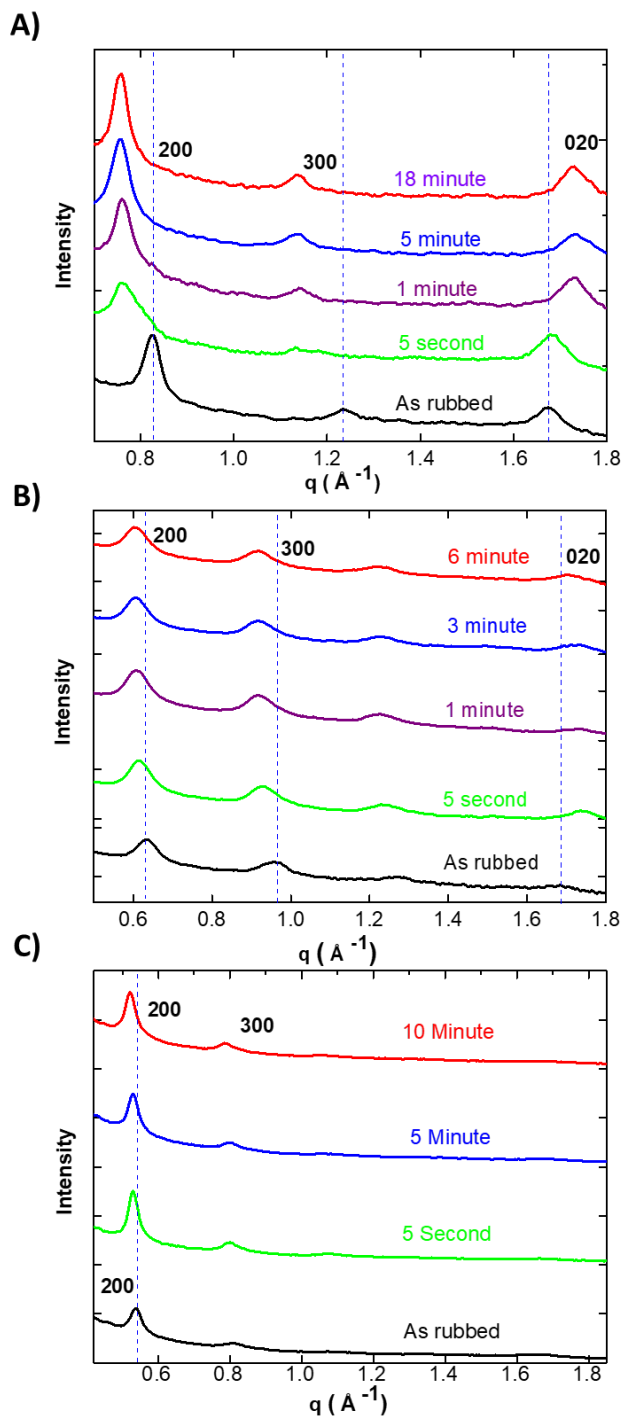 A)
200
300
020
18 minute
5 minute
1 minute
5 second
As rubbed
Intensity
0.8 1.0 1.2 1.4 1.6 1.8
q ( Å -1)
B)
200
300
020
6 minute
3 minute
1 minute
5 second
As rubbed
Intensity
0.6 0.8 1.0 1.2 1.4 1.6 1.8
q ( Å -1)
C)
200
300
10 Minute
5 Minute
5 Second
200
As rubbed
Intensity
0.6 0.8 1.0 1.2 1.4 1.6 1.8
q ( Å -1)